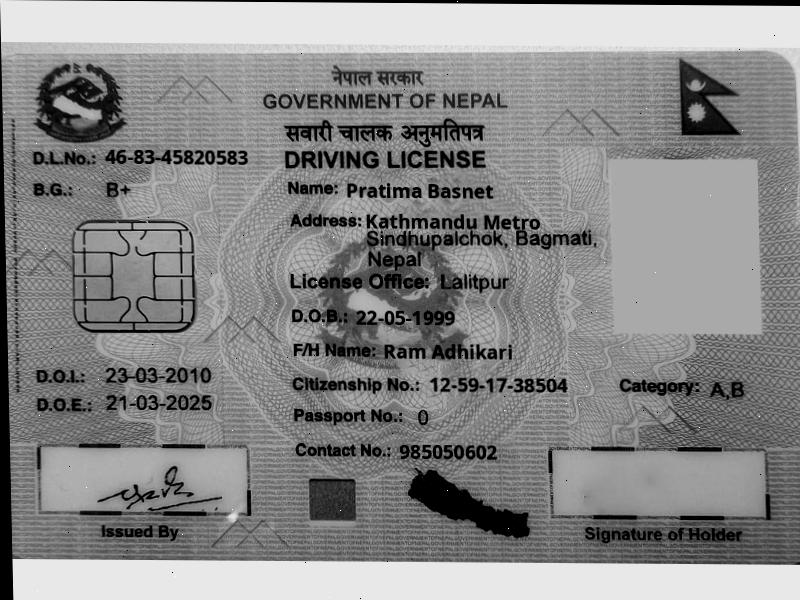 नेपाल सरकार
GOVERNMENT OF NEPAL
सवारी चालक अनुमतिपत्र
DRIVING LICENSE
D.L.No.: 46-83-45820583
B.G.: B+
Name: Pratima Basnet
Address: Kathmandu Metro
Sindhupalchok, Bagmati,
Nepal
License Office: Lalitpur
D.O.B.: 22-05-1999
F/H Name: Ram Adhikari
D.O.I.: 23-03-2010
Citizenship No.: 12-59-17-38504
Category: A,B
D.O.E.: 21-03-2025
Passport No.: 0
Contact No.: 985050602
Issued By
Signature of Holder